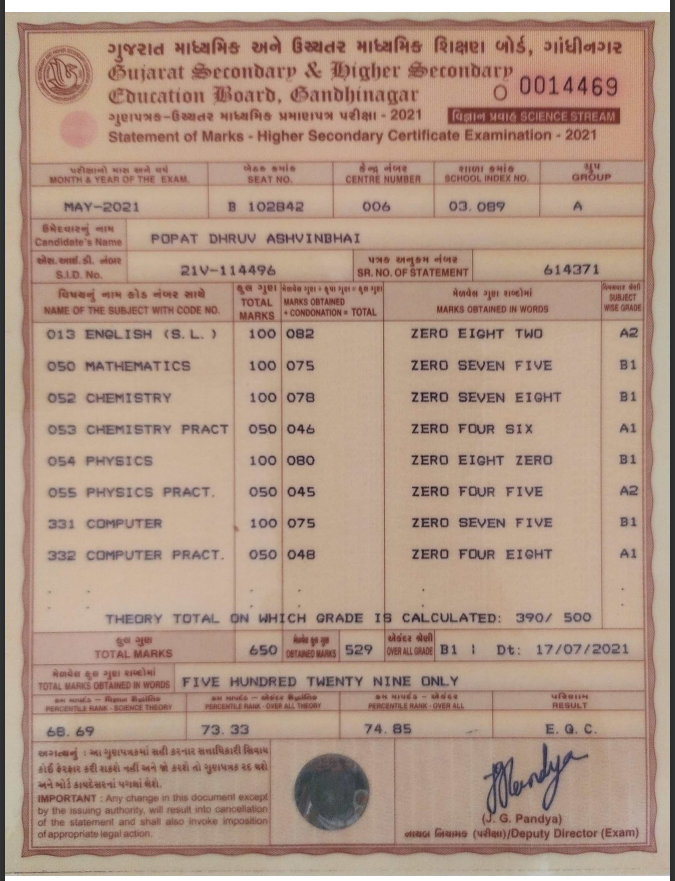 ગુજરાત માધ્યમિક અને ઉચ્ચતર માધ્યમિક શિક્ષણ બોર્ડ, ગાંધીનગર
Gujarat Secondary & Higher Secondary
Education Board, Gandhinagar
O 0014469
ગુણપત્રક-ઉચ્ચતર માધ્યમિક પ્રમાણપત્ર પરીક્ષા - 2021
વિજ્ઞાન પ્રવાહ SCIENCE STREAM
Statement of Marks - Higher Secondary Certificate Examination - 2021
પરીક્ષાનો માસ અને વર્ષ બેઠક ક્રમાંક કેન્દ્ર નંબર શાળા ક્રમાંક ગ્રુપ
MONTH & YEAR OF THE EXAM. SEAT NO. CENTRE NUMBER SCHOOL INDEX NO. GROUP
MAY-2021 B 102842 006 03.089 A
ઉમેદવારનું નામ
Candidate's Name POPAT DHRUV ASHVINBHAI
એસ.આઈ.ડી. નંબર પત્રક અનુક્રમ નંબર
S.I.D. No. 21V-114496 SR. NO. OF STATEMENT 614371
વિષયનું નામ કોડ નંબર સાથે કુલ ગુણ મેળવેલ ગુણ + કૃપા ગુણ = કુલ ગુણ મેળવેલ ગુણ શબ્દોમાં વિષયવાર શ્રેણી
NAME OF THE SUBJECT WITH CODE NO. TOTAL MARKS MARKS OBTAINED + CONDONATION = TOTAL MARKS OBTAINED IN WORDS SUBJECT WISE GRADE
013 ENGLISH (S.L.) 100 082 ZERO EIGHT TWO A2
050 MATHEMATICS 100 075 ZERO SEVEN FIVE B1
052 CHEMISTRY 100 078 ZERO SEVEN EIGHT B1
053 CHEMISTRY PRACT 050 046 ZERO FOUR SIX A1
054 PHYSICS 100 080 ZERO EIGHT ZERO B1
055 PHYSICS PRACT. 050 045 ZERO FOUR FIVE A2
331 COMPUTER 100 075 ZERO SEVEN FIVE B1
332 COMPUTER PRACT. 050 048 ZERO FOUR EIGHT A1
THEORY TOTAL ON WHICH GRADE IS CALCULATED: 390/ 500
કુલ ગુણ મેળવેલ કુલ ગુણ એકંદર શ્રેણી
TOTAL MARKS 650 OBTAINED MARKS 529 OVER ALL GRADE B1 | Dt: 17/07/2021
મેળવેલ કુલ ગુણ શબ્દોમાં
TOTAL MARKS OBTAINED IN WORDS FIVE HUNDRED TWENTY NINE ONLY
ક્રમ માપદંડ - વિજ્ઞાન સૈદ્ધાંતિક ક્રમ માપદંડ - એકંદર સૈદ્ધાંતિક ક્રમ માપદંડ - એકંદર પરિણામ
PERCENTILE RANK - SCIENCE THEORY PERCENTILE RANK - OVER ALL THEORY PERCENTILE RANK - OVER ALL RESULT
68.69 73.33 74.85 E.Q.C.
અગત્યનું : આ ગુણપત્રકમાં સહી કરનાર સત્તાધિકારી સિવાય
કોઈ ફેરફાર કરી શકશે નહીં અને જો કરશે તો ગુણપત્રક રદ થશે
અને બોર્ડ કાયદેસરનાં પગલાં લેશે.
IMPORTANT : Any change in this document except
by the issuing authority, will result into cancellation
of the statement and shall also invoke imposition
of appropriate legal action.
(J. G. Pandya)
નાયબ નિયામક (પરીક્ષા)/Deputy Director (Exam)